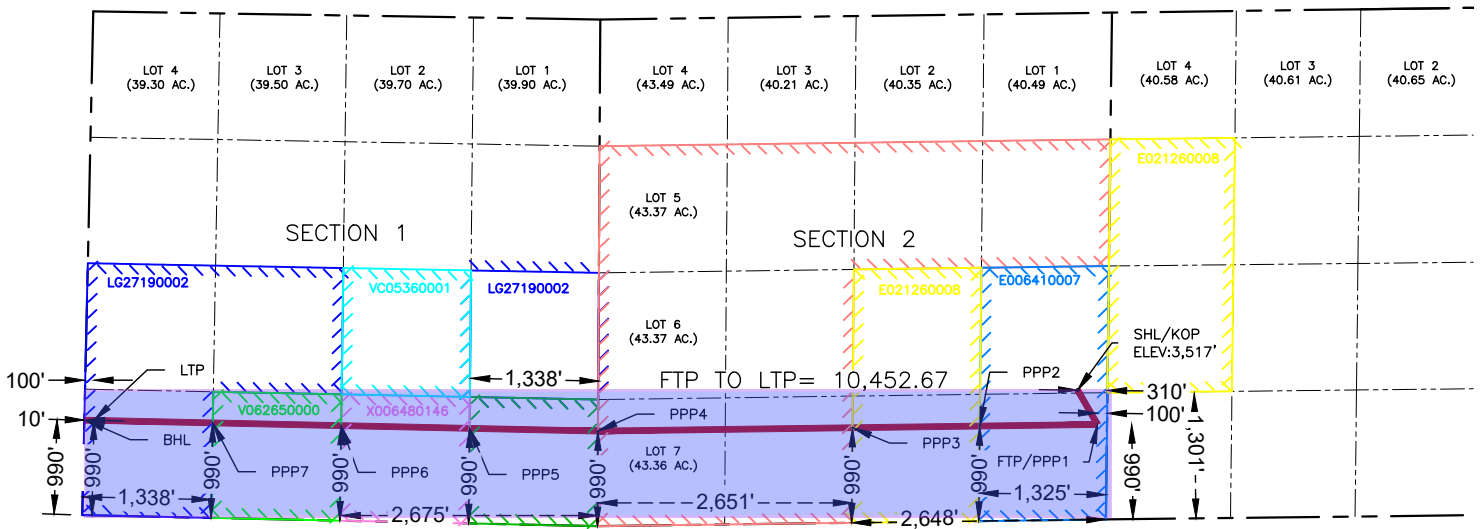 LOT 4
(39.30 AC.)
LOT 3
(39.50 AC.)
LOT 2
(39.70 AC.)
LOT 1
(39.90 AC.)
LOT 4
(43.49 AC.)
LOT 3
(40.21 AC.)
LOT 2
(40.35 AC.)
LOT 1
(40.49 AC.)
LOT 4
(40.58 AC.)
LOT 3
(40.61 AC.)
LOT 2
(40.65 AC.)
E021260008
LOT 5
(43.37 AC.)
SECTION 1
SECTION 2
LG27190002
VC05360001
LG27190002
E021260008
E006410007
LOT 6
(43.37 AC.)
SHL/KOP
ELEV:3,517'
LTP
100'
1,338'
FTP TO LTP= 10,452.67
PPP2
310'
V062650000
X006480146
10'
BHL
PPP4
100'
PPP3
PPP7
PPP6
PPP5
LOT 7
(43.36 AC.)
FTP/PPP1
990'
990'
990'
990'
990'
990'
990'
990'
990'
1,301'
1,338'
2,675'
2,651'
2,648'
1,325'